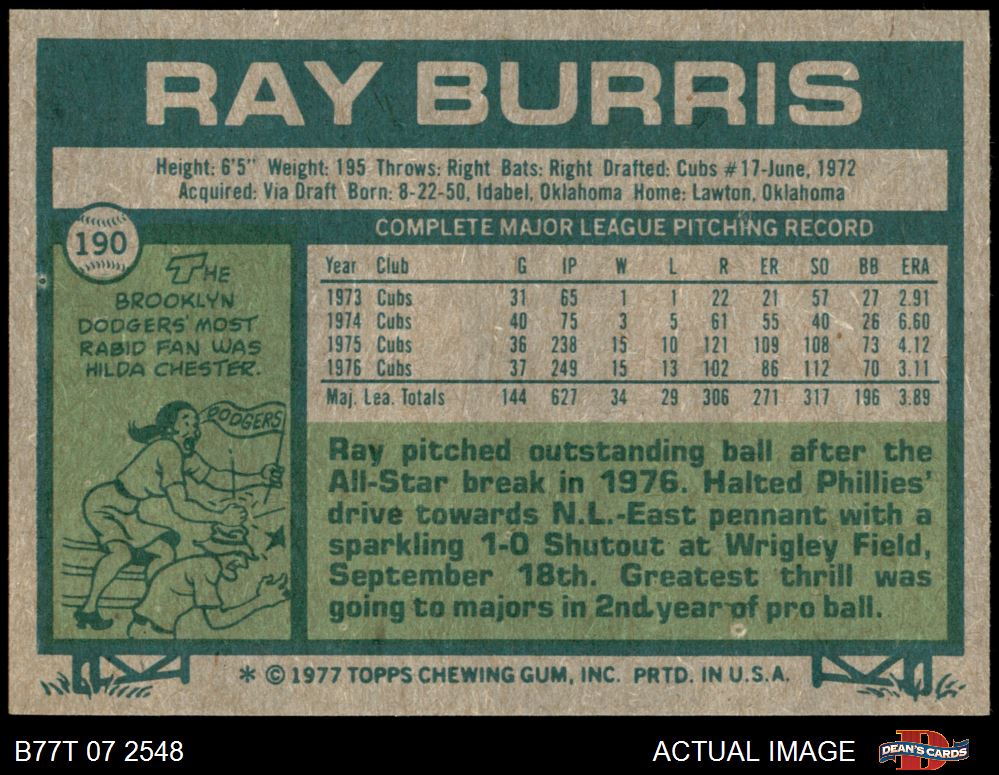 RAY BURRIS
Height: 6'5" Weight: 195 Throws: Right Bats: Right Drafted: Cubs #17-June, 1972
Acquired: Via Draft Born: 8-22-50, Idabel, Oklahoma Home: Lawton, Oklahoma
190
THE
BROOKLYN
DODGERS' MOST
RABID FAN WAS
HILDA CHESTER.
DODGERS
COMPLETE MAJOR LEAGUE PITCHING RECORD
Year Club G IP W L R ER SO BB ERA
1973 Cubs 31 65 1 1 22 21 57 27 2.91
1974 Cubs 40 75 3 5 61 55 40 26 6.60
1975 Cubs 36 238 15 10 121 109 108 73 4.12
1976 Cubs 37 249 15 13 102 86 112 70 3.11
Maj. Lea. Totals 144 627 34 29 306 271 317 196 3.89
Ray pitched outstanding ball after the
All-Star break in 1976. Halted Phillies'
drive towards N.L.-East pennant with a
sparkling 1-0 Shutout at Wrigley Field,
September 18th. Greatest thrill was
going to majors in 2nd year of pro ball.
* © 1977 TOPPS CHEWING GUM, INC. PRTD. IN U.S.A.
B77T 07 2548
ACTUAL IMAGE
D
DEAN'S CARDS